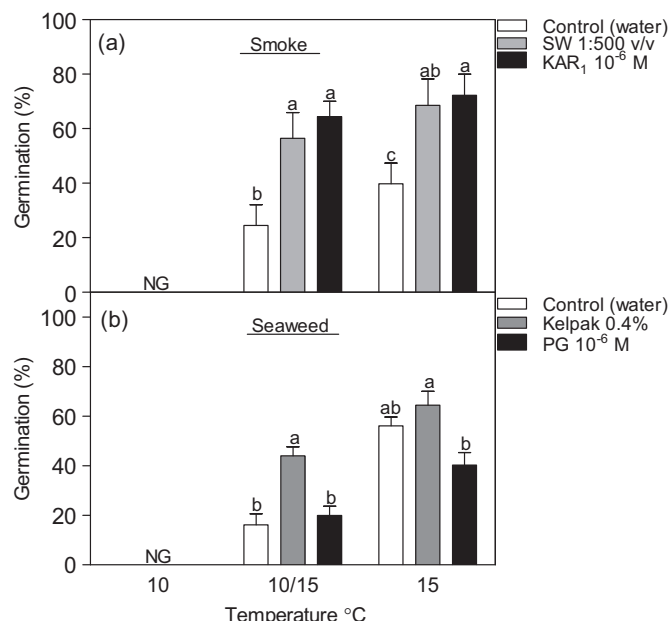 100
(a)
Smoke
Control (water)
SW 1:500 v/v
KAR₁ 10⁻⁶ M
80
60
40
20
0
Germination (%)
NG
b
a
a
c
ab
a
100
(b)
Seaweed
Control (water)
Kelpak 0.4%
PG 10⁻⁶ M
80
60
40
20
0
Germination (%)
NG
b
a
b
ab
a
b
10
10/15
15
Temperature °C